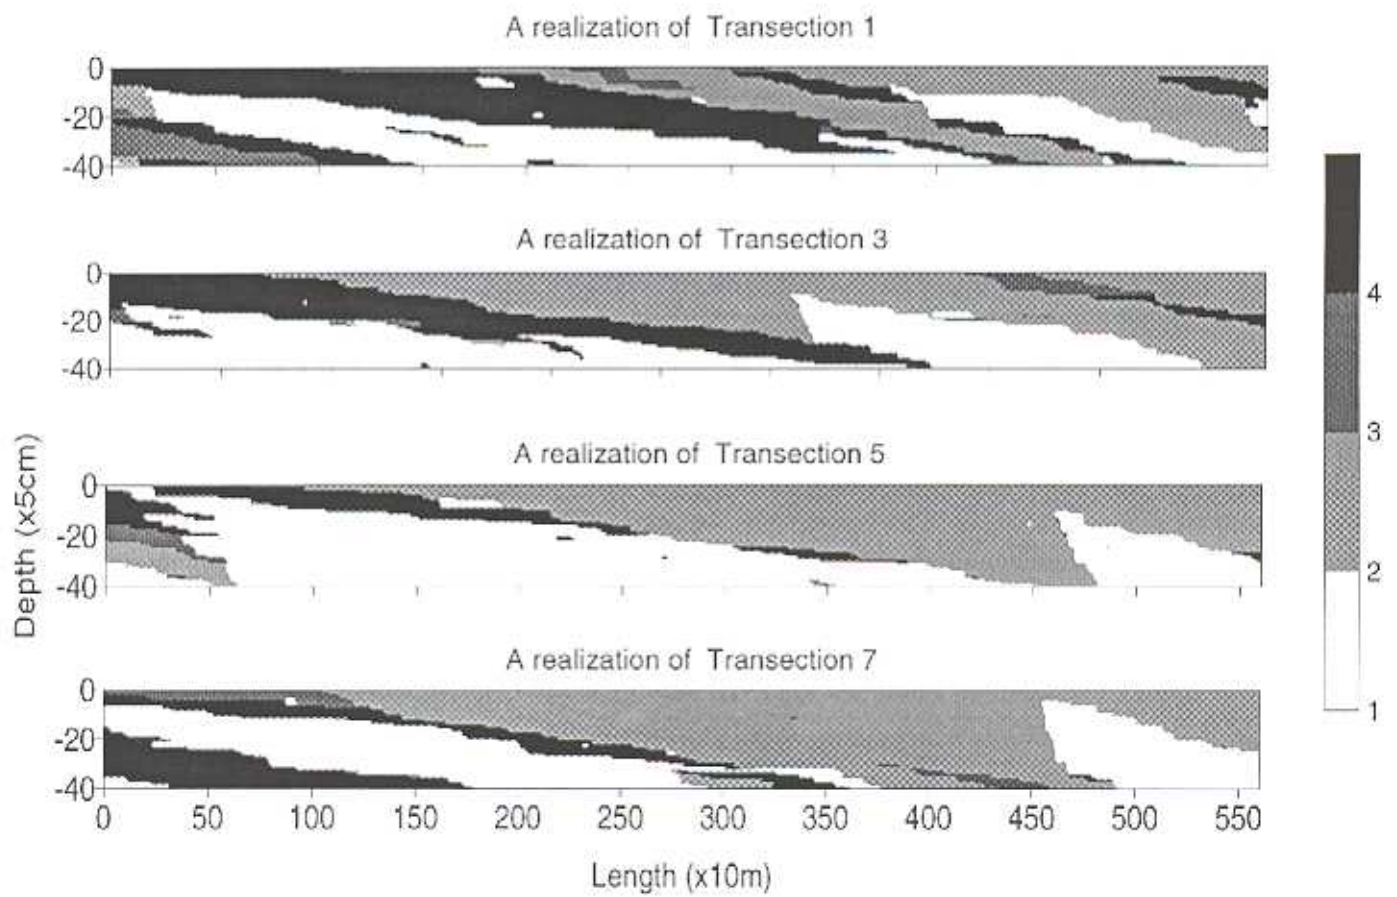 A realization of Transection 1
0
-20
-40
A realization of Transection 3
0
-20
-40
A realization of Transection 5
0
-20
-40
A realization of Transection 7
0
-20
-40
0 50 100 150 200 250 300 350 400 450 500 550
Length (x10m)
Depth (x5cm)
4
3
2
1